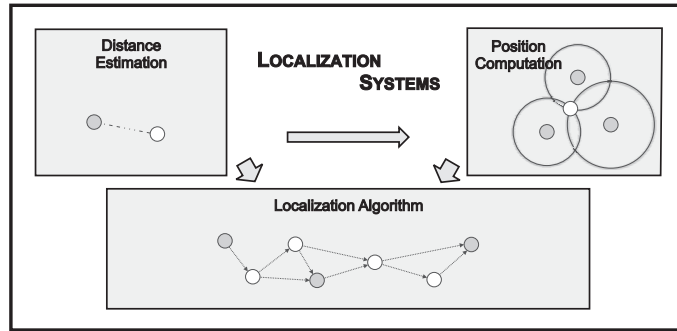 Distance
Estimation
LOCALIZATION
SYSTEMS
Position
Computation
Localization Algorithm